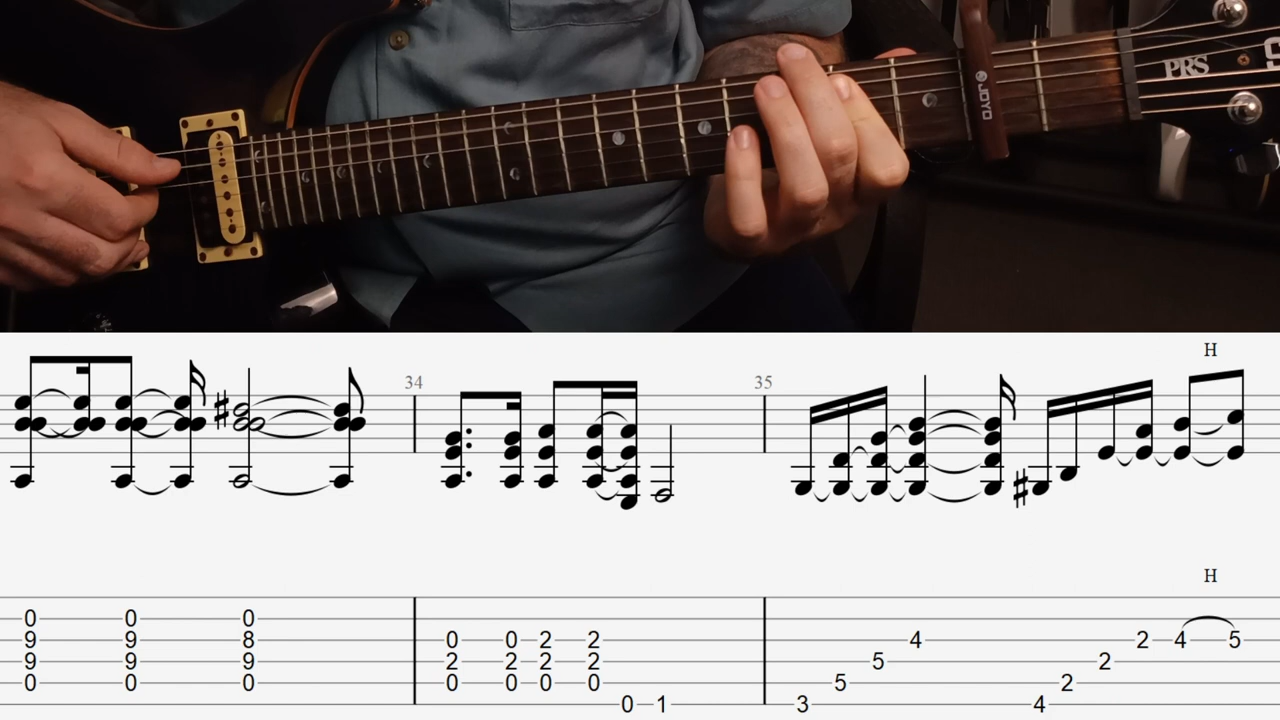 PRS
JOYO
H
34
35
H
0 0 0
9 9 8 0 0 2 2 4 2 4 5
9 9 9 2 2 2 2 5 2
0 0 0 0 0 0 0 5 2
0 1 3 4